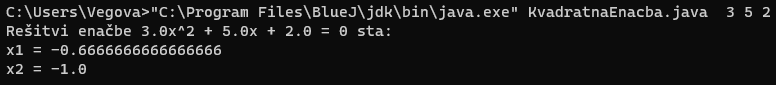 C:\Users\Vegova>"C:\Program Files\BlueJ\jdk\bin\java.exe" KvadratnaEnacba.java  3 5 2
Rešitvi enačbe 3.0x^2 + 5.0x + 2.0 = 0 sta:
x1 = -0.6666666666666666
x2 = -1.0